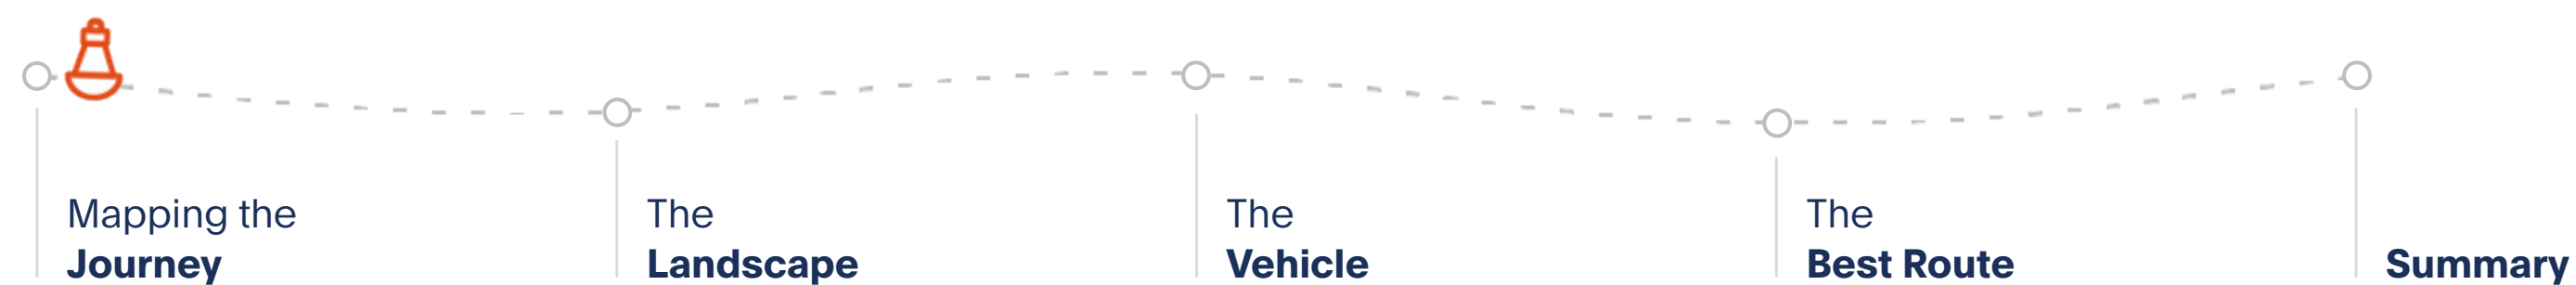 Mapping the
Journey
The
Landscape
The
Vehicle
The
Best Route
Summary